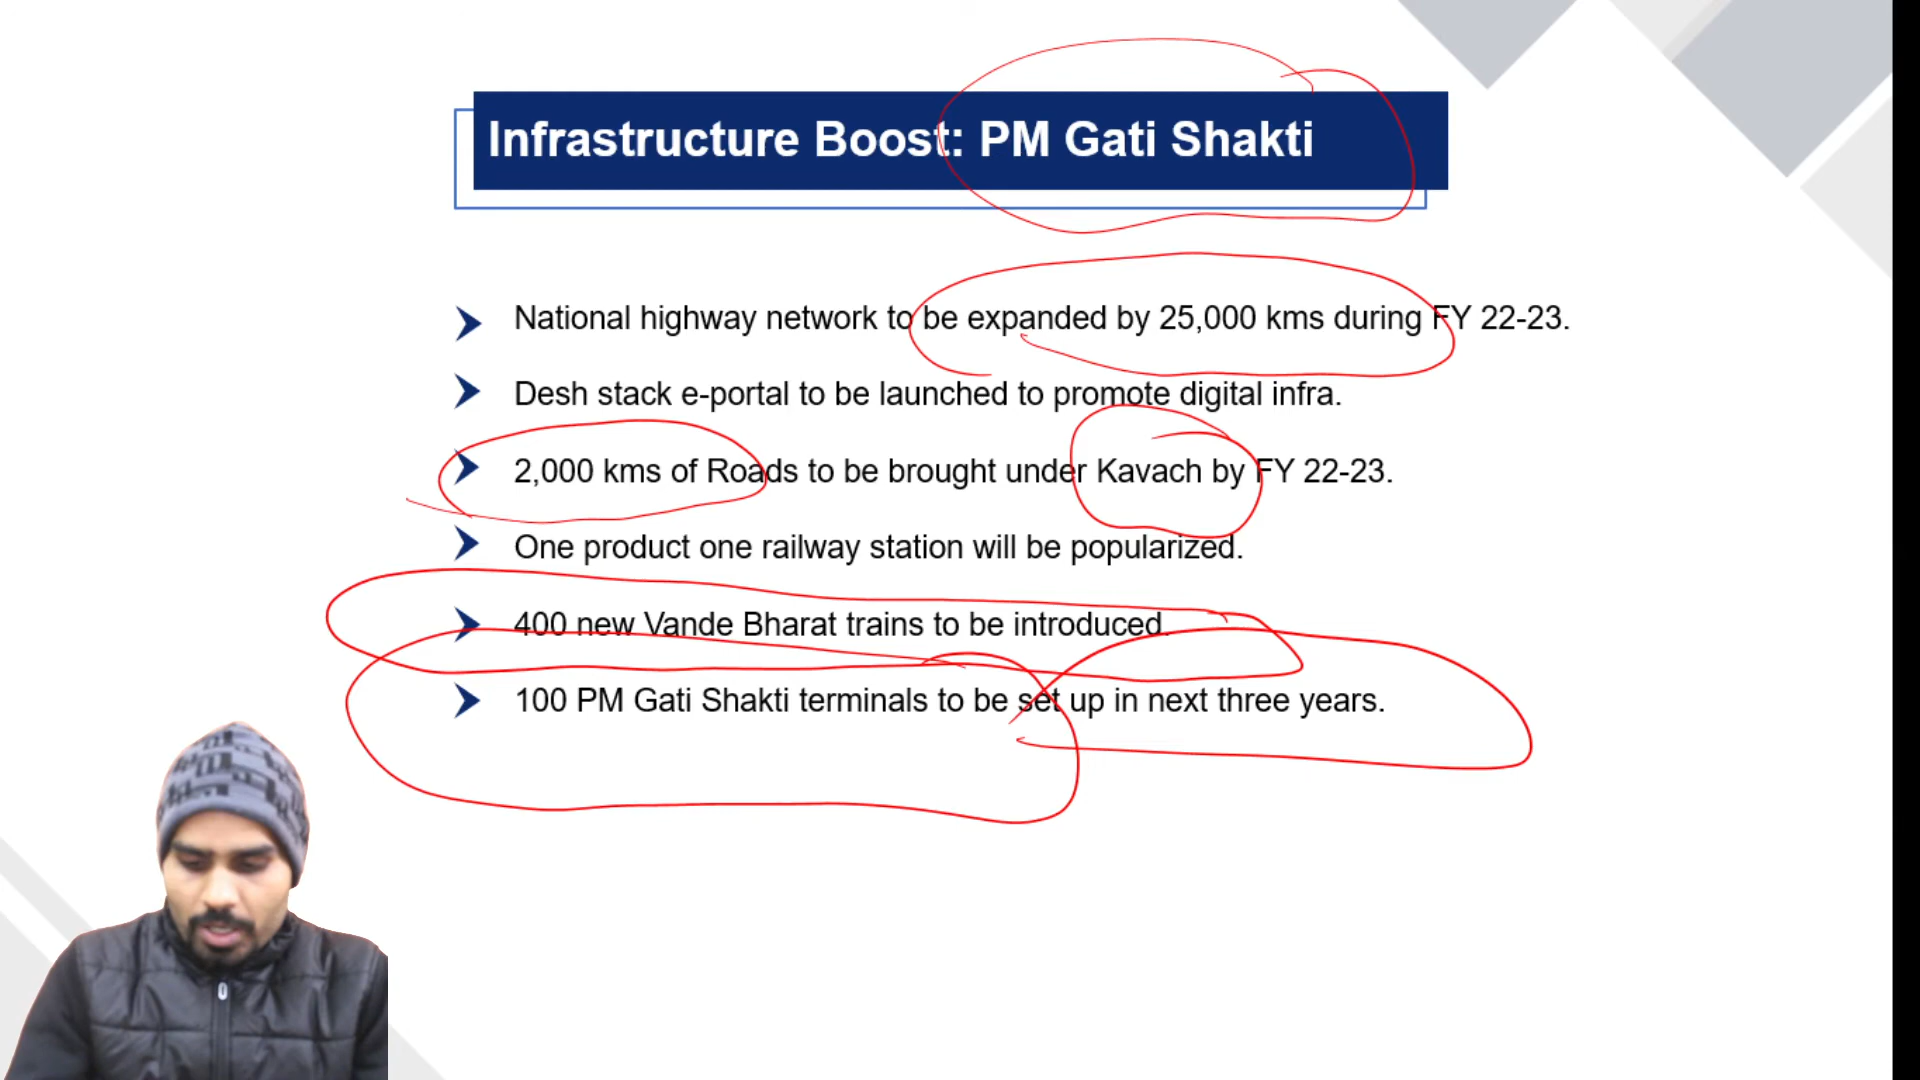 Infrastructure Boost: PM Gati Shakti
National highway network to be expanded by 25,000 kms during FY 22-23.
Desh stack e-portal to be launched to promote digital infra.
2,000 kms of Roads to be brought under Kavach by FY 22-23.
One product one railway station will be popularized.
400 new Vande Bharat trains to be introduced.
100 PM Gati Shakti terminals to be set up in next three years.